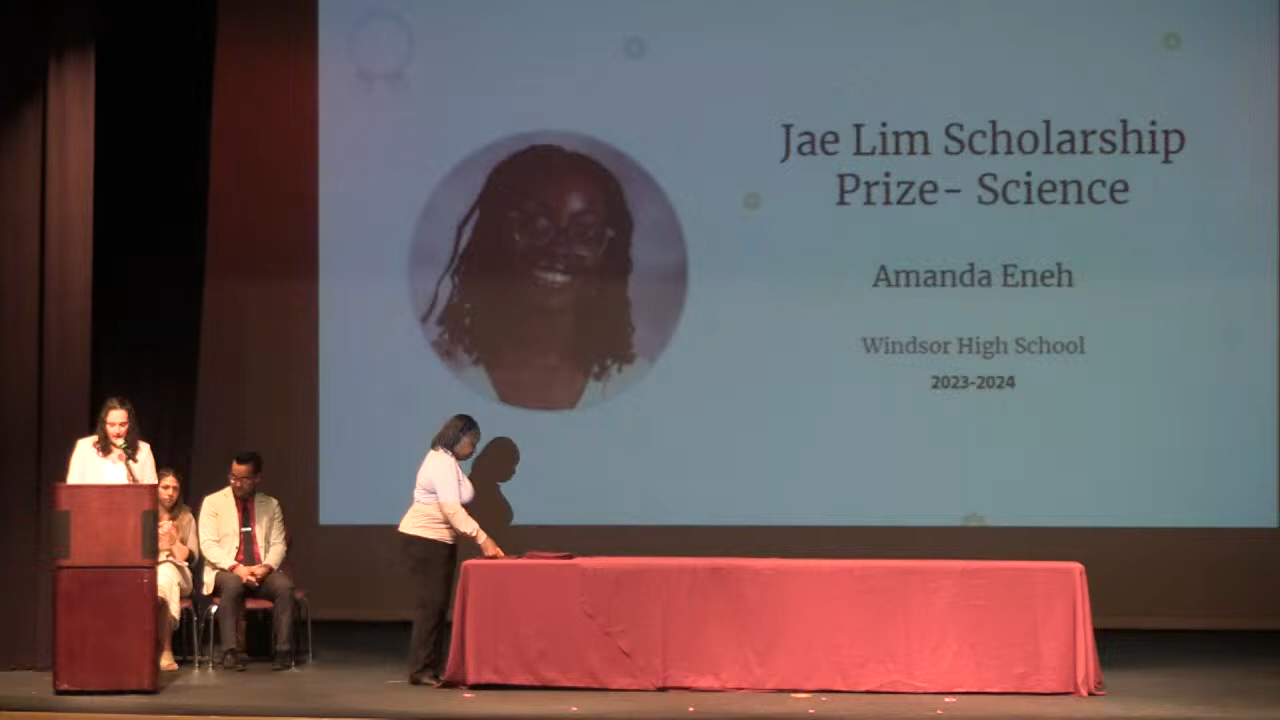 Jae Lim Scholarship
Prize- Science
Amanda Eneh
Windsor High School
2023-2024